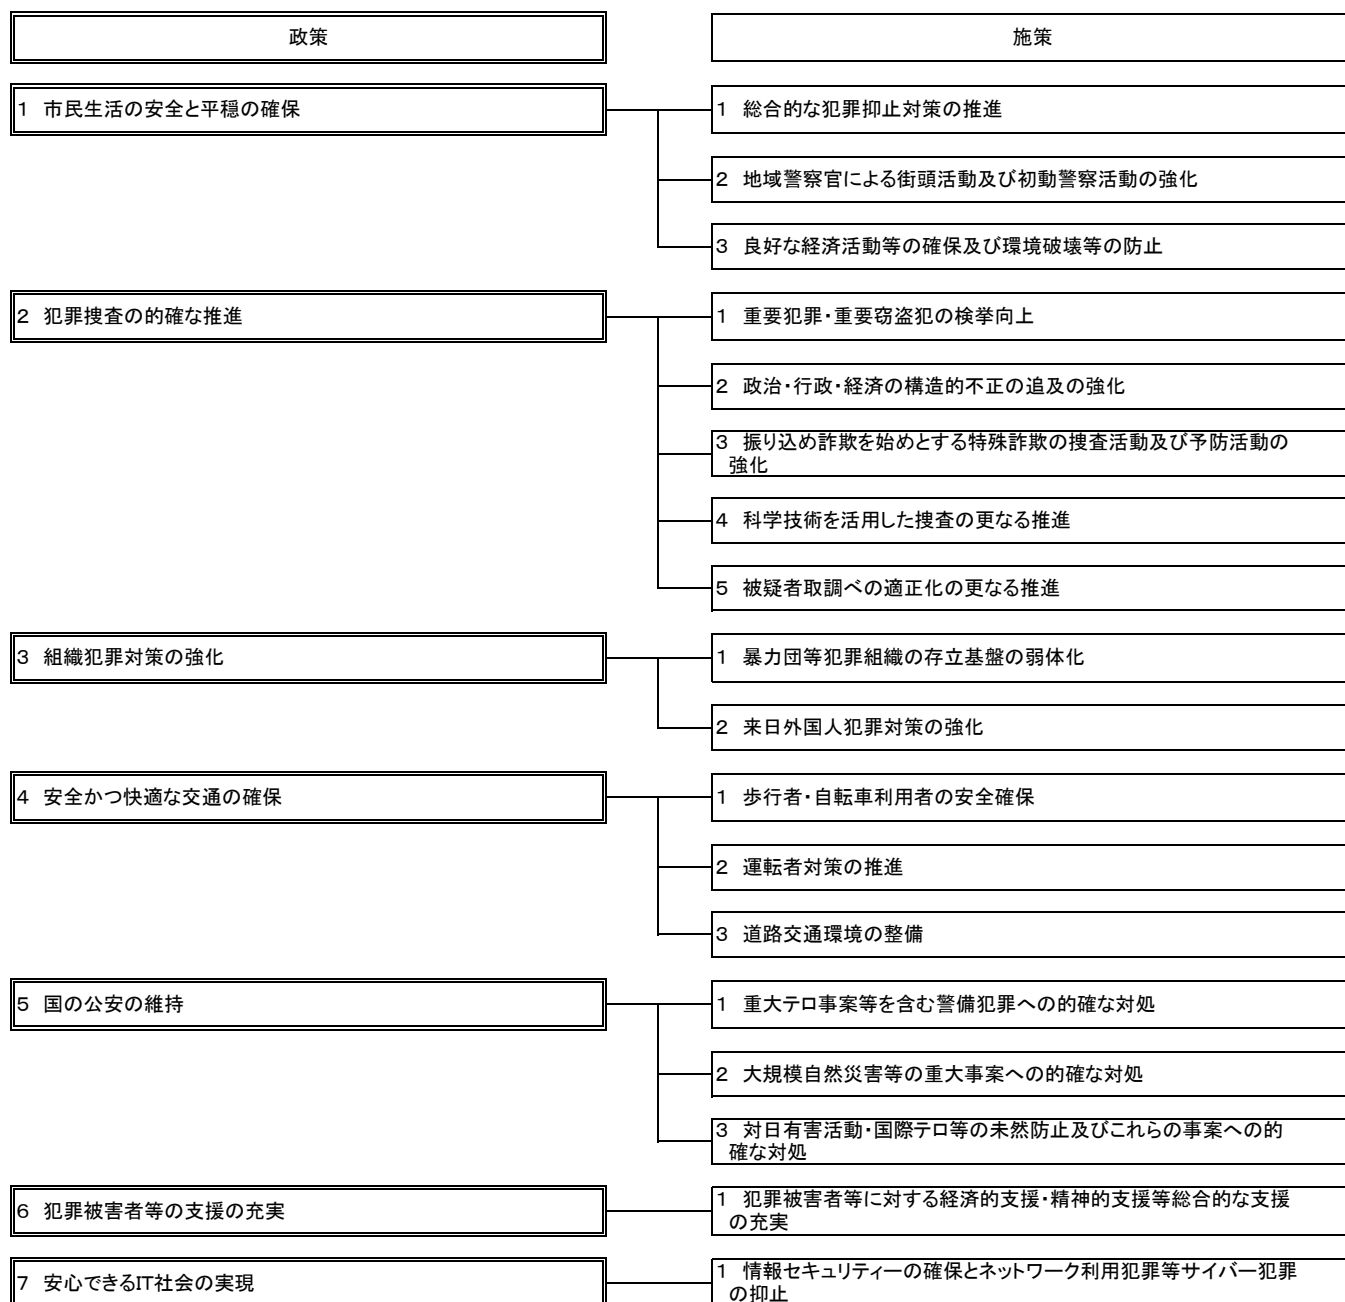 政策
施策
1 市民生活の安全と平穏の確保
1 総合的な犯罪抑止対策の推進
2 地域警察官による街頭活動及び初動警察活動の強化
3 良好な経済活動等の確保及び環境破壊等の防止
2 犯罪捜査の的確な推進
1 重要犯罪・重要窃盗犯の検挙向上
2 政治・行政・経済の構造的不正の追及の強化
3 振り込め詐欺を始めとする特殊詐欺の捜査活動及び予防活動の
強化
4 科学技術を活用した捜査の更なる推進
5 被疑者取調べの適正化の更なる推進
3 組織犯罪対策の強化
1 暴力団等犯罪組織の存立基盤の弱体化
2 来日外国人犯罪対策の強化
4 安全かつ快適な交通の確保
1 歩行者・自転車利用者の安全確保
2 運転者対策の推進
3 道路交通環境の整備
5 国の公安の維持
1 重大テロ事案等を含む警備犯罪への的確な対処
2 大規模自然災害等の重大事案への的確な対処
3 対日有害活動・国際テロ等の未然防止及びこれらの事案への的
確な対処
6 犯罪被害者等の支援の充実
1 犯罪被害者等に対する経済的支援・精神的支援等総合的な支援
の充実
7 安心できるIT社会の実現
1 情報セキュリティーの確保とネットワーク利用犯罪等サイバー犯罪
の抑止